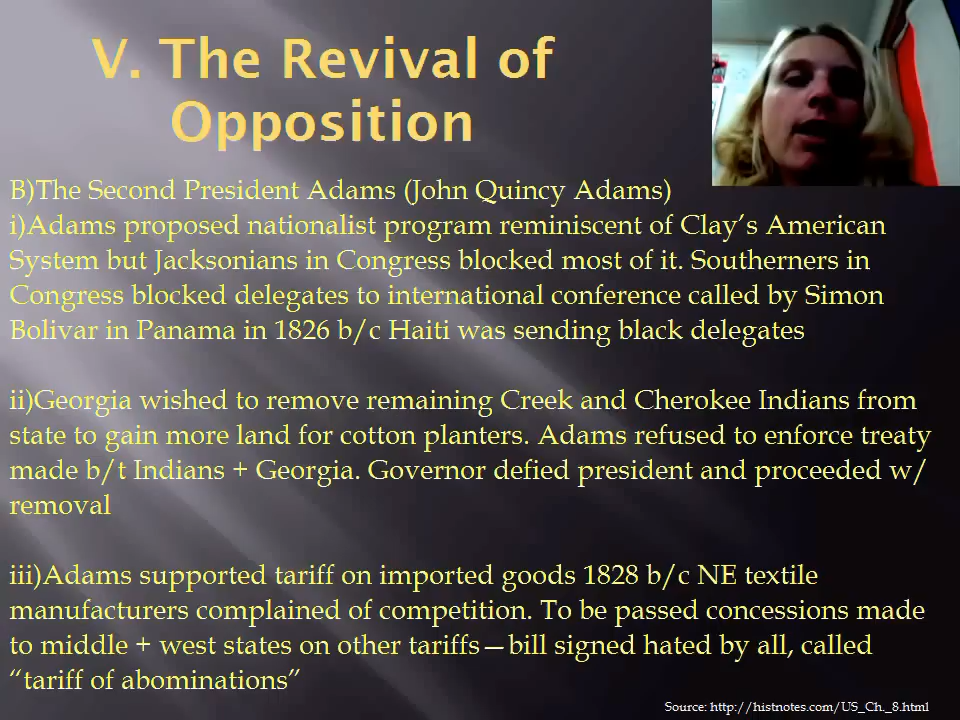 V. The Revival of
Opposition
B)The Second President Adams (John Quincy Adams)
i)Adams proposed nationalist program reminiscent of Clay’s American
System but Jacksonians in Congress blocked most of it. Southerners in
Congress blocked delegates to international conference called by Simon
Bolivar in Panama in 1826 b/c Haiti was sending black delegates
ii)Georgia wished to remove remaining Creek and Cherokee Indians from
state to gain more land for cotton planters. Adams refused to enforce treaty
made b/t Indians + Georgia. Governor defied president and proceeded w/
removal
iii)Adams supported tariff on imported goods 1828 b/c NE textile
manufacturers complained of competition. To be passed concessions made
to middle + west states on other tariffs—bill signed hated by all, called
“tariff of abominations”
Source: http://histnotes.com/US_Ch._8.html